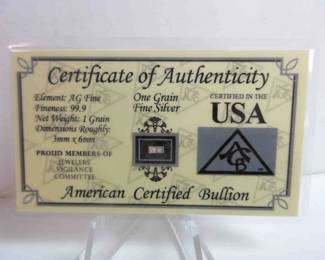 Certificate of Authenticity
Element: AG Fine
Fineness: 99.9
Net Weight: 1 Grain
Dimensions Roughly:
3mm x 6mm
PROUD MEMBERS OF
JEWELERS
VIGILANCE
COMMITTEE
One Grain
Fine Silver
CERTIFIED IN THE
USA
ACB
American Certified Bullion